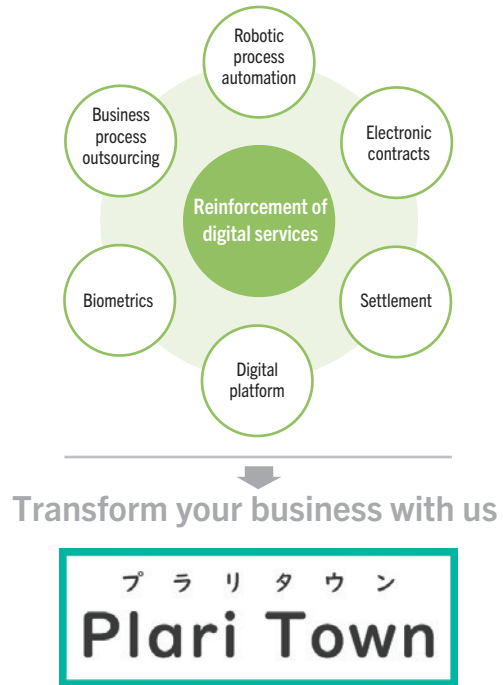 Robotic
process
automation
Business
process
outsourcing
Electronic
contracts
Reinforcement of
digital services
Biometrics
Settlement
Digital
platform
Transform your business with us
プラリタウン
Plari Town